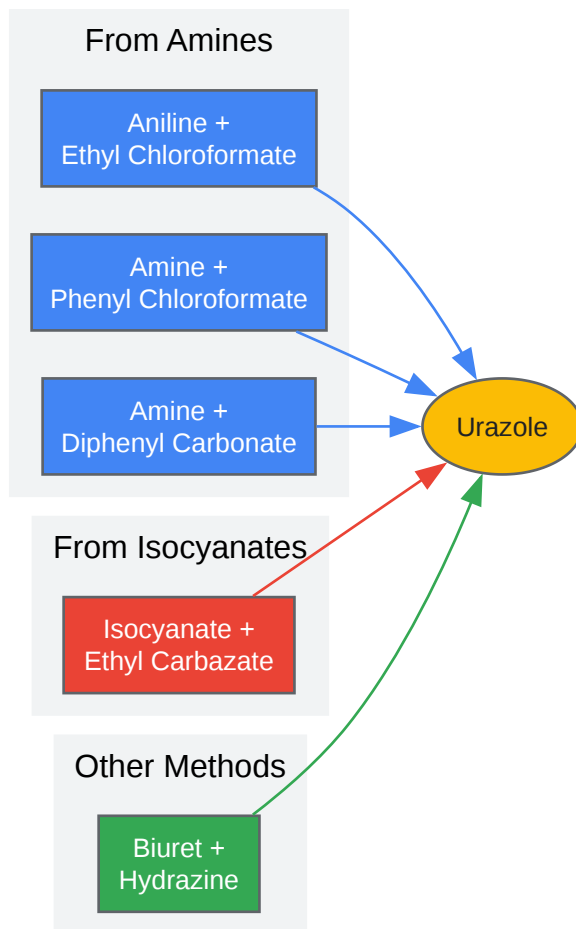 From Amines
Aniline +
Ethyl Chloroformate
Amine +
Phenyl Chloroformate
Amine +
Diphenyl Carbonate
Urazole
From Isocyanates
Isocyanate +
Ethyl Carbazate
Other Methods
Biuret +
Hydrazine